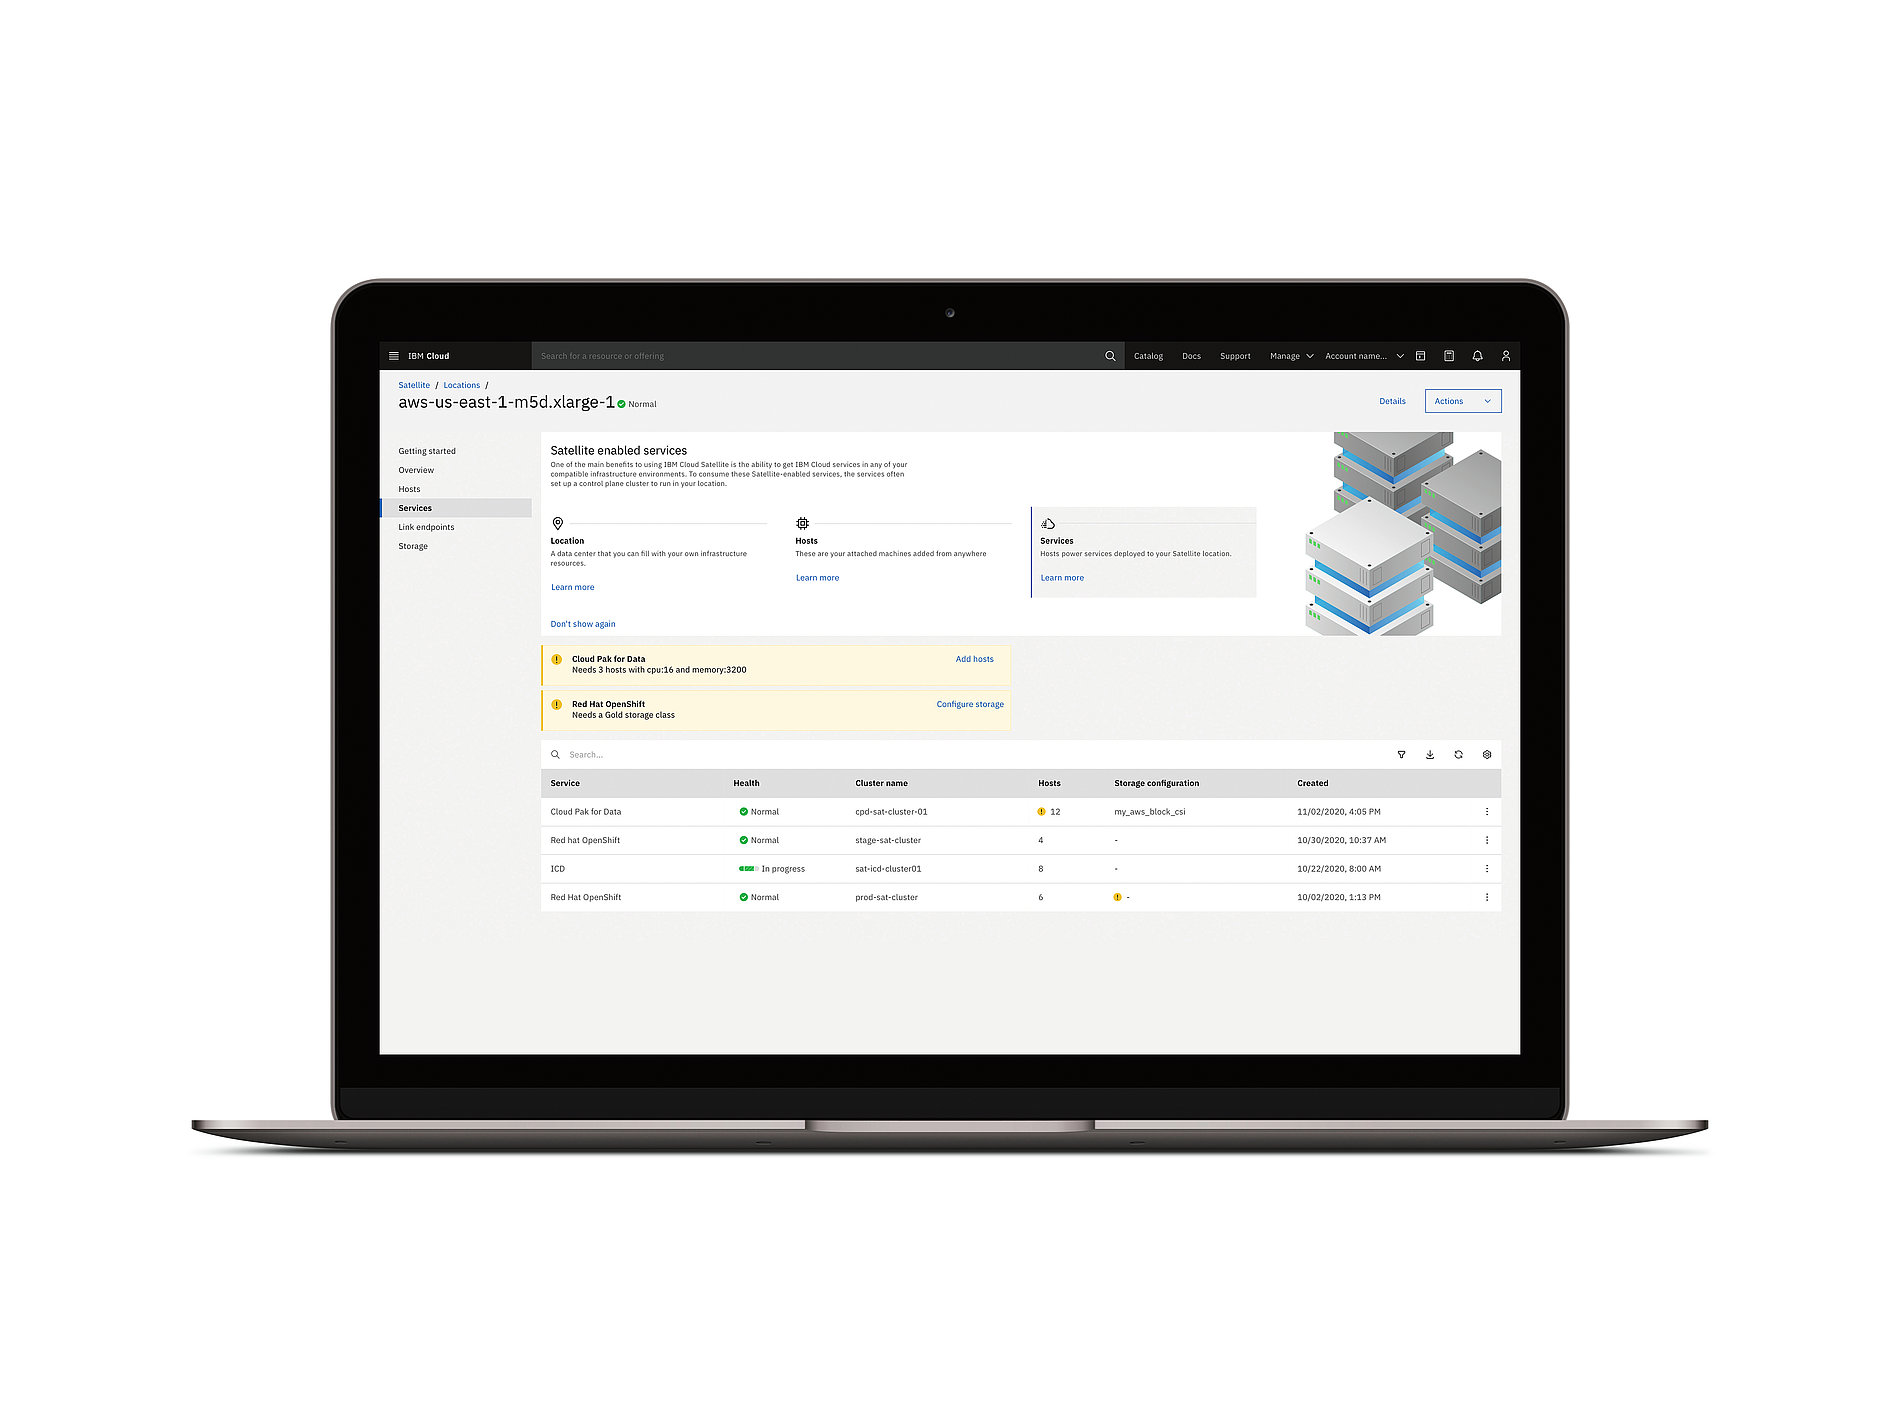 IBM Cloud
Search for a resource or offering
Catalog
Docs
Support
Manage
Account name...
Satellite / Locations /
aws-us-east-1-m5d.xlarge-1
Normal
Details
Actions
Getting started
Overview
Hosts
Services
Link endpoints
Storage
Satellite enabled services
One of the main benefits to using IBM Cloud Satellite is the ability to get IBM Cloud services in any of your
compatible infrastructure environments. To consume these Satellite-enabled services, the services often
set up a control plane cluster to run in your location.
Location
A data center that you can fill with your own infrastructure
resources.
Learn more
Hosts
These are your attached machines added from anywhere
Learn more
Services
Hosts power services deployed to your Satellite location.
Learn more
Don't show again
Cloud Pak for Data
Needs 3 hosts with cpu:16 and memory:3200
Add hosts
Red Hat OpenShift
Needs a Gold storage class
Configure storage
Search...
Service Health Cluster name Hosts Storage configuration Created
Cloud Pak for Data Normal cpd-sat-cluster-01 12 my_aws_block_csi 11/02/2020, 4:05 PM
Red hat OpenShift Normal stage-sat-cluster 4 - 10/30/2020, 10:37 AM
ICD In progress sat-icd-cluster01 8 - 10/22/2020, 8:00 AM
Red Hat OpenShift Normal prod-sat-cluster 6 - 10/02/2020, 1:13 PM